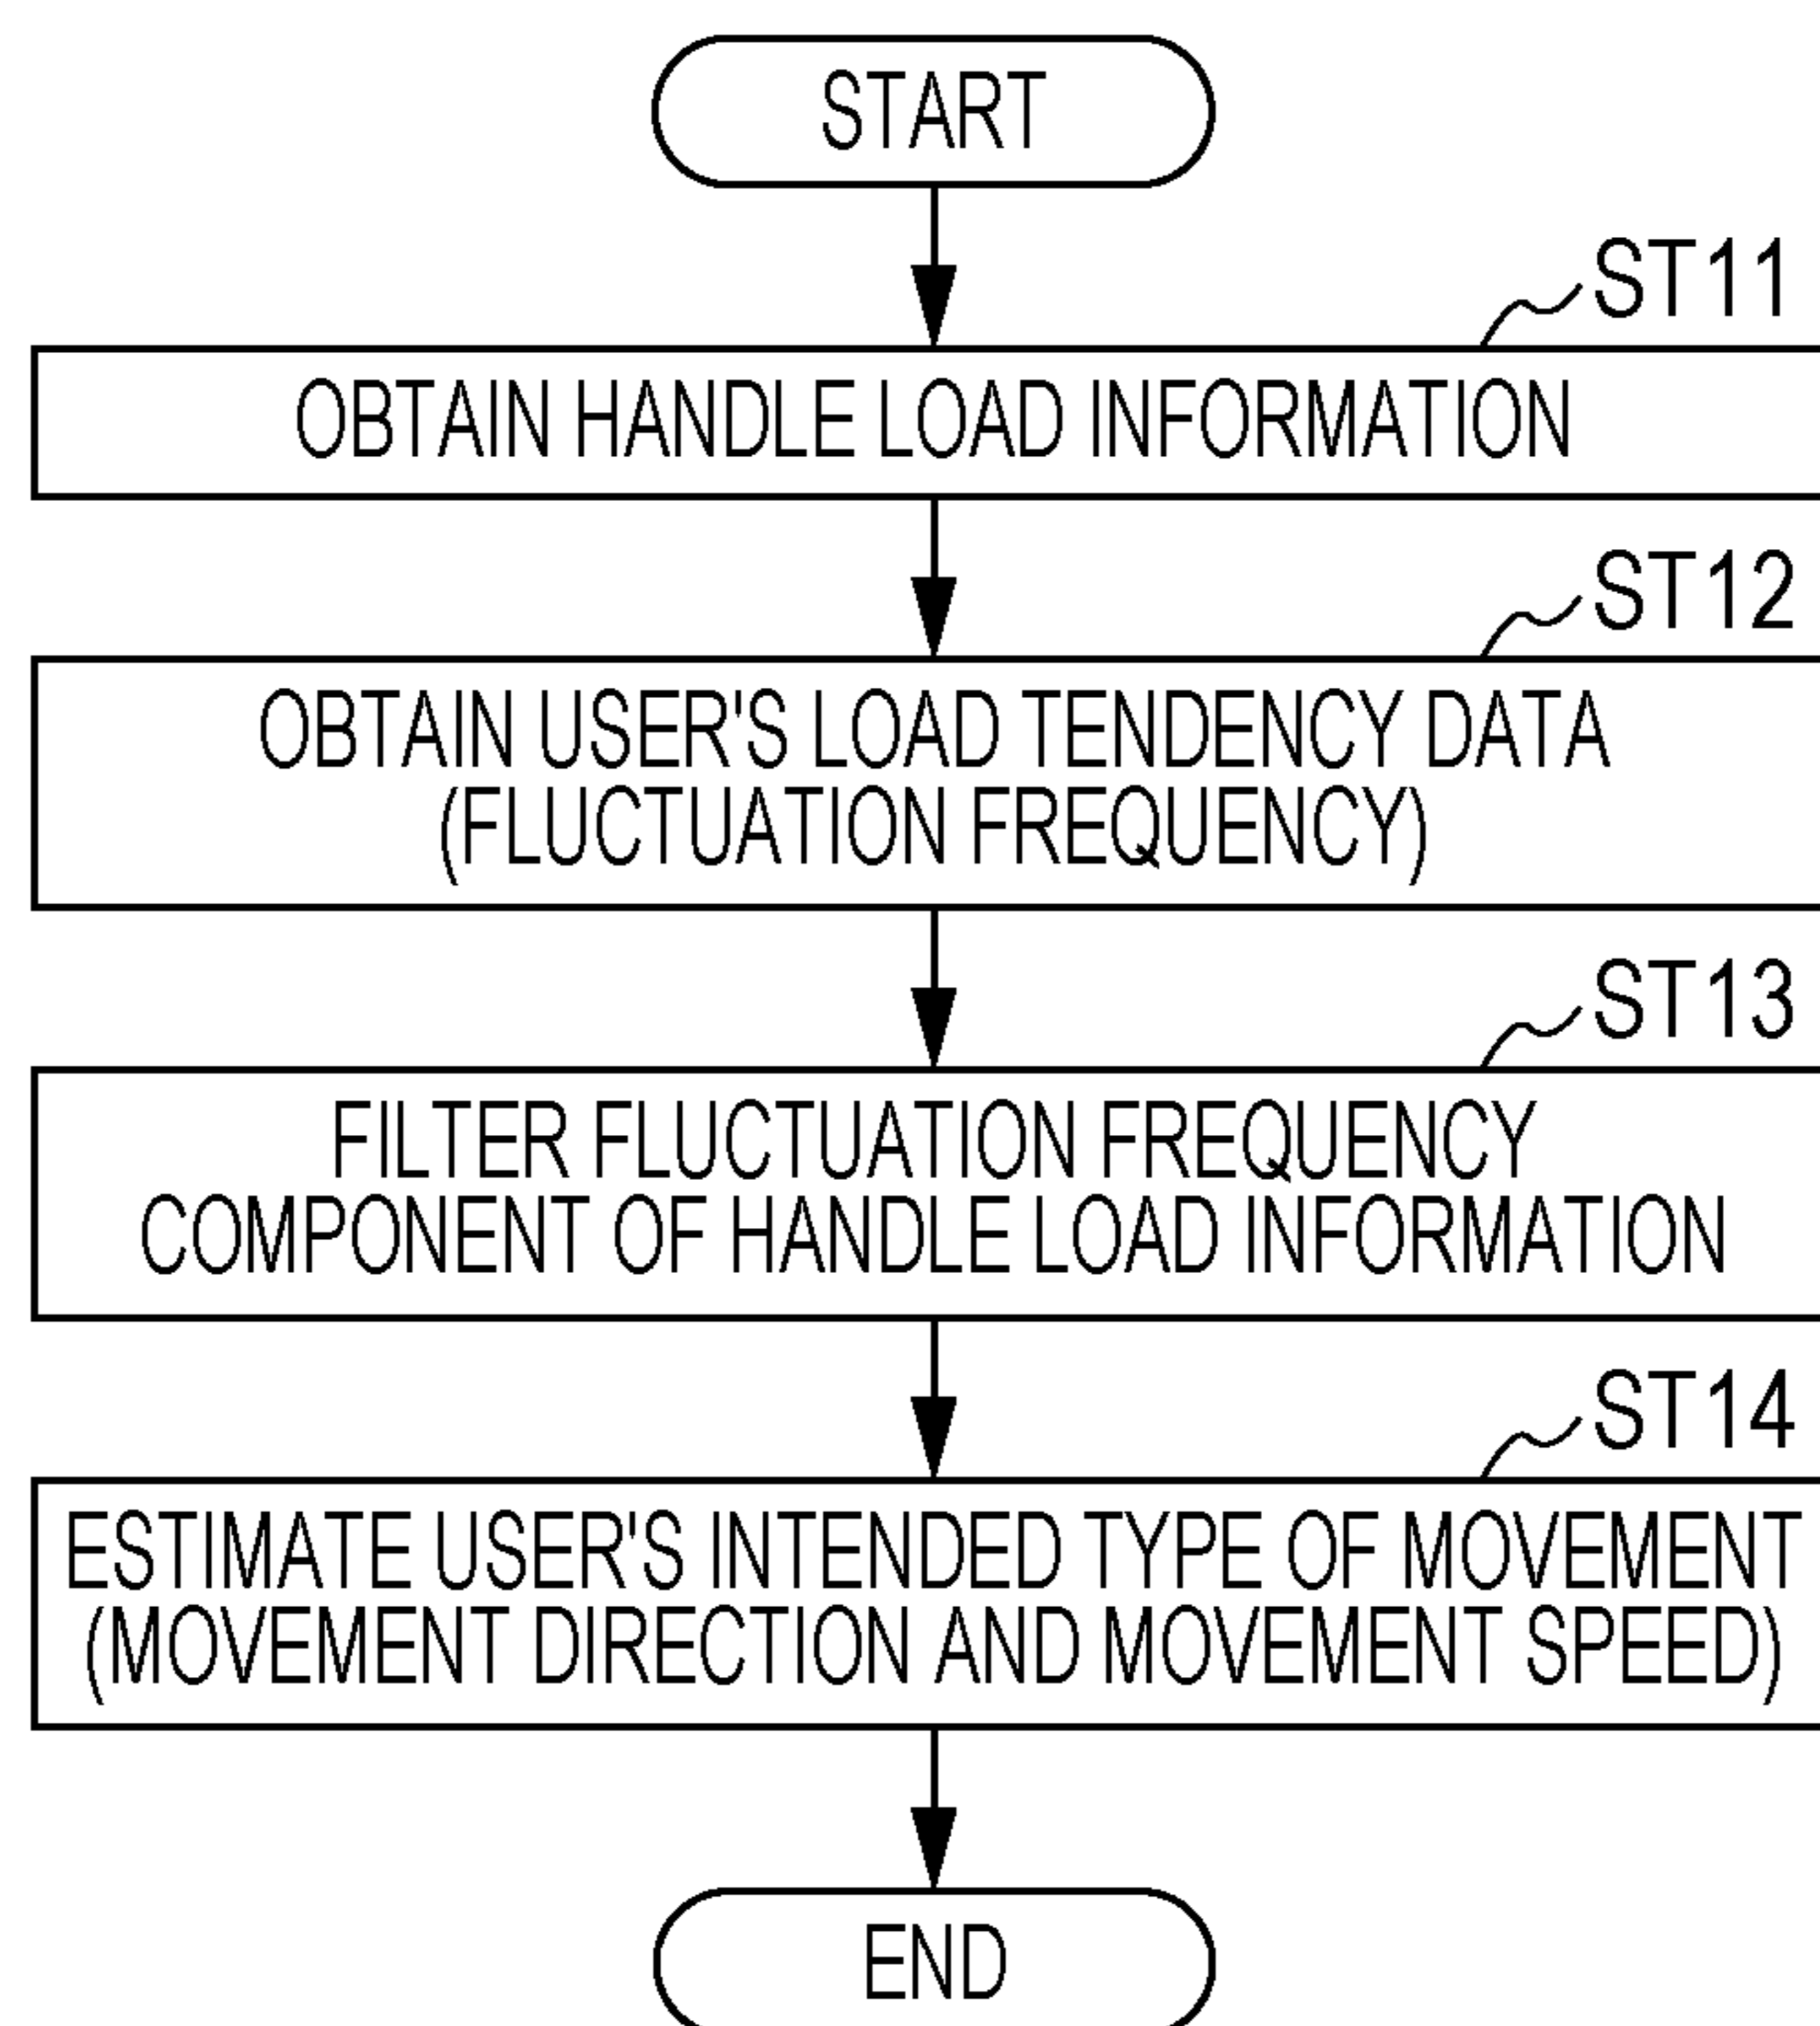 START
ST11
OBTAIN HANDLE LOAD INFORMATION
ST12
OBTAIN USER'S LOAD TENDENCY DATA
(FLUCTUATION FREQUENCY)
ST13
FILTER FLUCTUATION FREQUENCY
COMPONENT OF HANDLE LOAD INFORMATION
ST14
ESTIMATE USER'S INTENDED TYPE OF MOVEMENT
(MOVEMENT DIRECTION AND MOVEMENT SPEED)
END